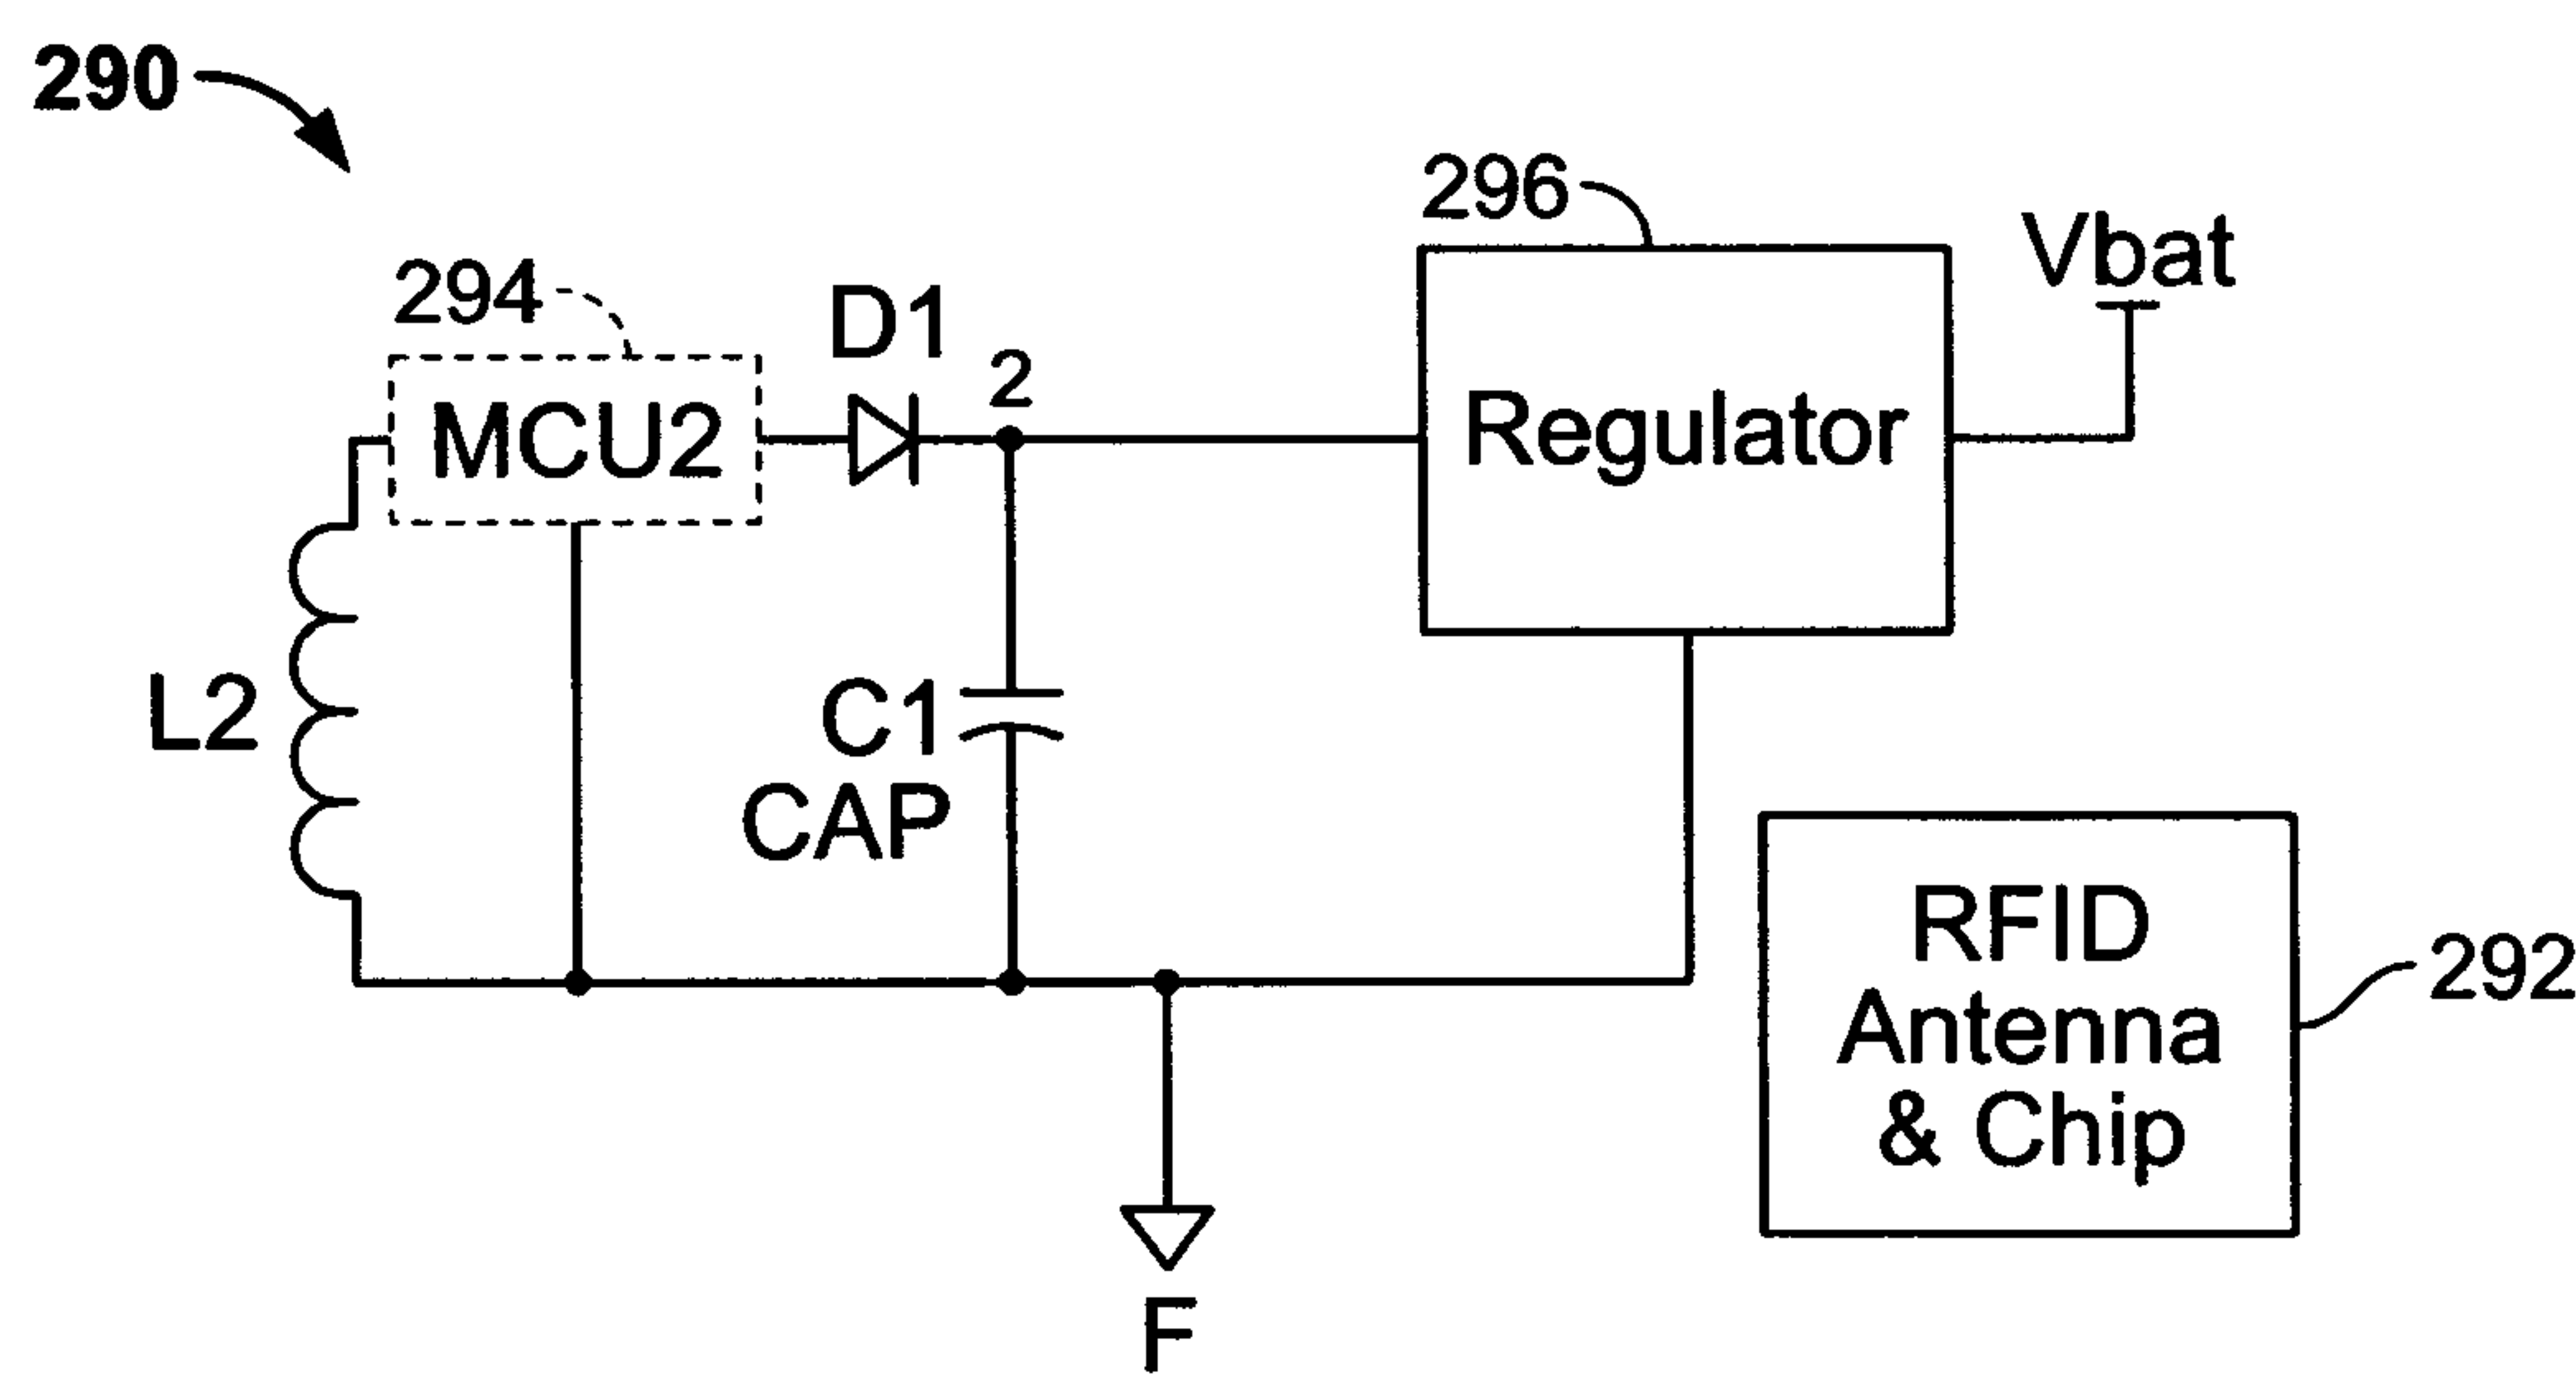 290
296
Vbat
294
D1
2
MCU2
Regulator
L2
C1
CAP
RFID
Antenna
& Chip
292
F